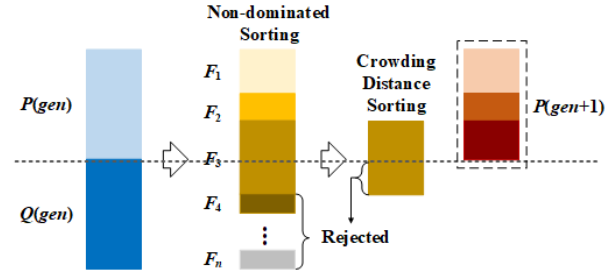 Non-dominated
Sorting
Crowding
Distance
Sorting
P(gen)
Q(gen)
F1
F2
F3
F4
⋮
Fn
P(gen+1)
Rejected